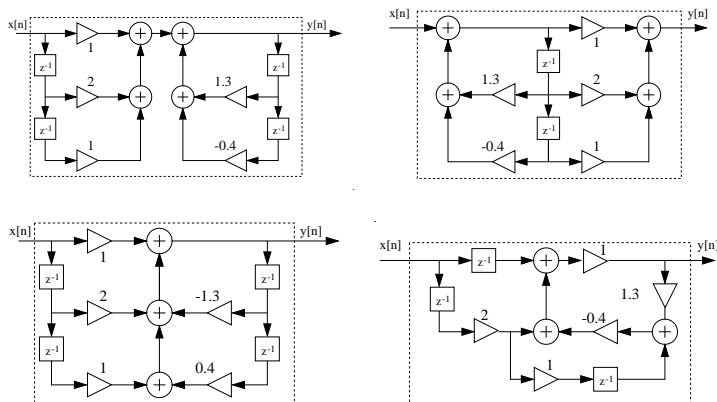 x[n] y[n]
1
z-1 z-1
2 1.3
z-1 z-1
1 -0.4
x[n] y[n]
1
z-1
1.3 2
z-1
-0.4 1
x[n] y[n]
1
z-1 z-1
2 -1.3
z-1 z-1
1 0.4
x[n] y[n]
z-1 1
z-1 1.3
2 -0.4
1 z-1